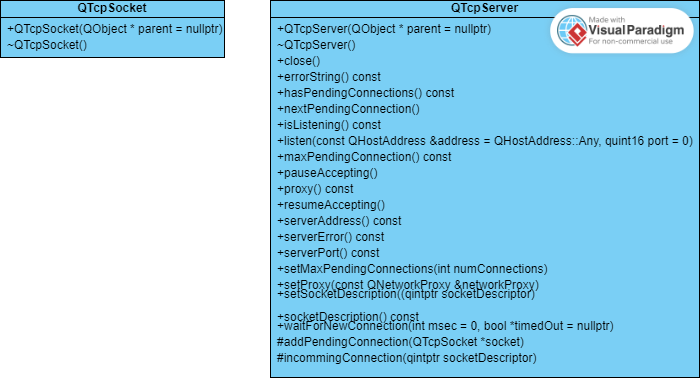 QTcpSocket
+QTcpSocket(QObject * parent = nullptr)
~QTcpSocket()
QTcpServer
+QTcpServer(QObject * parent = nullptr)
~QTcpServer()
+close()
+errorString() const
+hasPendingConnections() const
+nextPendingConnection()
+isListening() const
+listen(const QHostAddress &address = QHostAddress::Any, quint16 port = 0)
+maxPendingConnection() const
+pauseAccepting()
+proxy() const
+resumeAccepting()
+serverAddress() const
+serverError() const
+serverPort() const
+setMaxPendingConnections(int numConnections)
+setProxy(const QNetworkProxy &networkProxy)
+setSocketDescription((qintptr socketDescriptor)
+socketDescription() const
+waitForNewConnection(int msec = 0, bool *timedOut = nullptr)
#addPendingConnection(QTcpSocket *socket)
#incommingConnection(qintptr socketDescriptor)
Made with
VisualParadigm
For non-commercial use